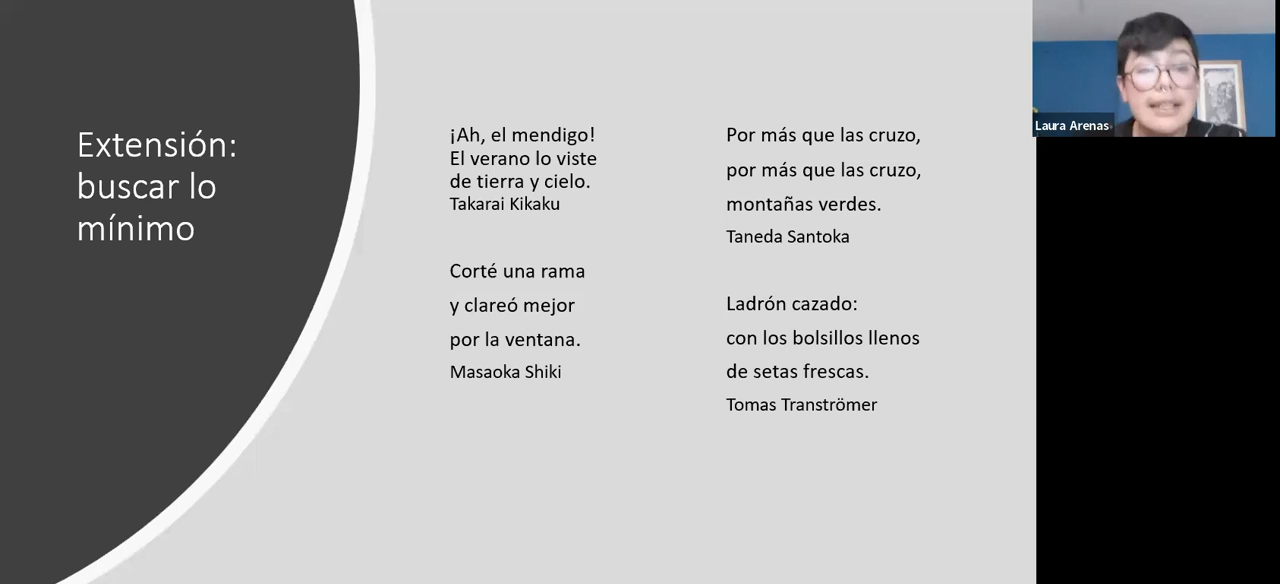 Extensión:
buscar lo
mínimo
¡Ah, el mendigo!
El verano lo viste
de tierra y cielo.
Takarai Kikaku
Corté una rama
y clareó mejor
por la ventana.
Masaoka Shiki
Por más que las cruzo,
por más que las cruzo,
montañas verdes.
Taneda Santoka
Ladrón cazado:
con los bolsillos llenos
de setas frescas.
Tomas Tranströmer
Laura Arenas